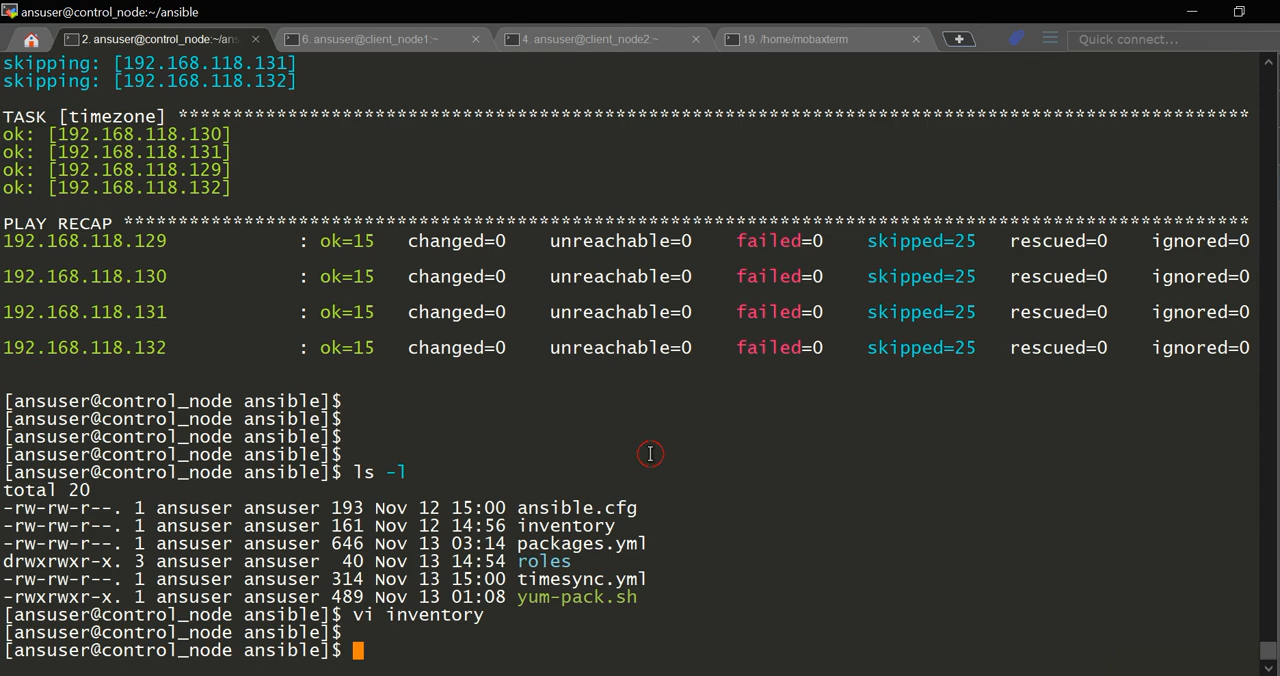 ansuser@control_node:~/ansible
2. ansuser@control_node:~/ans
6. ansuser@client_node1:~
4. ansuser@client_node2:~
19. /home/mobaxterm
Quick connect...
skipping: [192.168.118.131]
skipping: [192.168.118.132]
TASK [timezone] ***********************************************************************************************************
ok: [192.168.118.130]
ok: [192.168.118.131]
ok: [192.168.118.129]
ok: [192.168.118.132]
PLAY RECAP ****************************************************************************************************************
192.168.118.129 : ok=15 changed=0 unreachable=0 failed=0 skipped=25 rescued=0 ignored=0
192.168.118.130 : ok=15 changed=0 unreachable=0 failed=0 skipped=25 rescued=0 ignored=0
192.168.118.131 : ok=15 changed=0 unreachable=0 failed=0 skipped=25 rescued=0 ignored=0
192.168.118.132 : ok=15 changed=0 unreachable=0 failed=0 skipped=25 rescued=0 ignored=0
[ansuser@control_node ansible]$
[ansuser@control_node ansible]$
[ansuser@control_node ansible]$
[ansuser@control_node ansible]$
[ansuser@control_node ansible]$ ls -l
total 20
-rw-rw-r--. 1 ansuser ansuser 193 Nov 12 15:00 ansible.cfg
-rw-rw-r--. 1 ansuser ansuser 161 Nov 12 14:56 inventory
-rw-rw-r--. 1 ansuser ansuser 646 Nov 13 03:14 packages.yml
drwxrwxr-x. 3 ansuser ansuser 40 Nov 13 14:54 roles
-rw-rw-r--. 1 ansuser ansuser 314 Nov 13 15:00 timesync.yml
-rwxrwxr-x. 1 ansuser ansuser 489 Nov 13 01:08 yum-pack.sh
[ansuser@control_node ansible]$ vi inventory
[ansuser@control_node ansible]$
[ansuser@control_node ansible]$